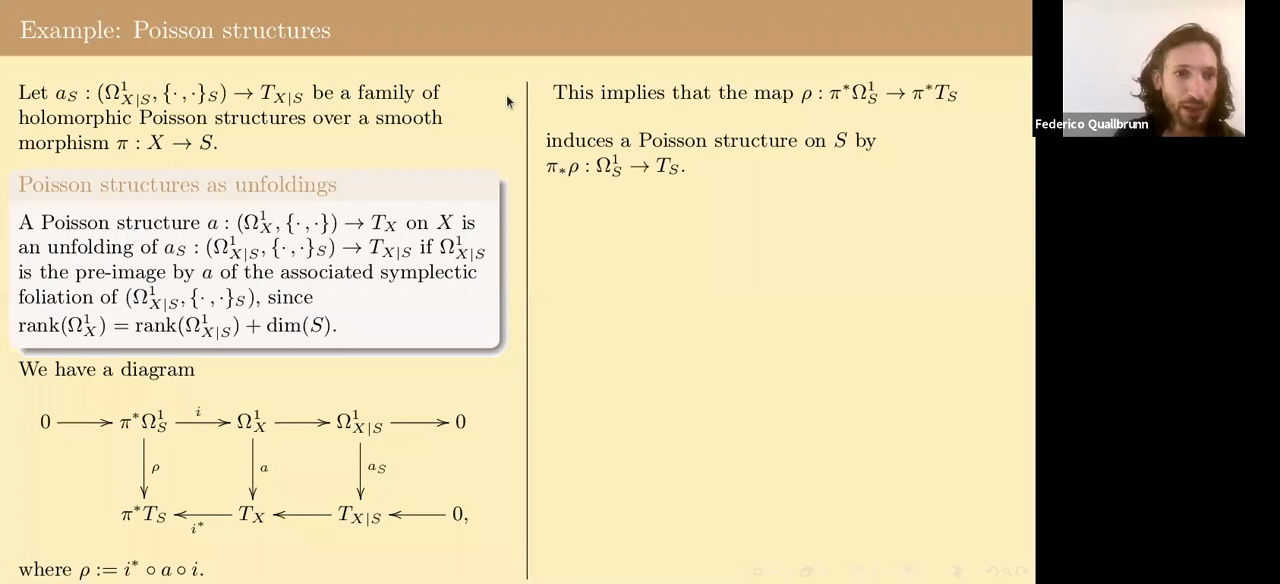 Example: Poisson structures
Let a_S : (Ω¹_{X|S}, {· , ·}_S) → T_{X|S} be a family of
holomorphic Poisson structures over a smooth
morphism π : X → S.
Poisson structures as unfoldings
A Poisson structure a : (Ω¹_X, {· , ·}) → T_X on X is
an unfolding of a_S : (Ω¹_{X|S}, {· , ·}_S) → T_{X|S} if Ω¹_{X|S}
is the pre-image by a of the associated symplectic
foliation of (Ω¹_{X|S}, {· , ·}_S), since
rank(Ω¹_X) = rank(Ω¹_{X|S}) + dim(S).
We have a diagram
0 → π*Ω¹_S →^i Ω¹_X → Ω¹_{X|S} → 0
ρ a a_S
π*T_S ←_{i*} T_X ← T_{X|S} ← 0,
where ρ := i* ∘ a ∘ i.
This implies that the map ρ : π*Ω¹_S → π*T_S
induces a Poisson structure on S by
π_*ρ : Ω¹_S → T_S.
Federico Quallbrunn